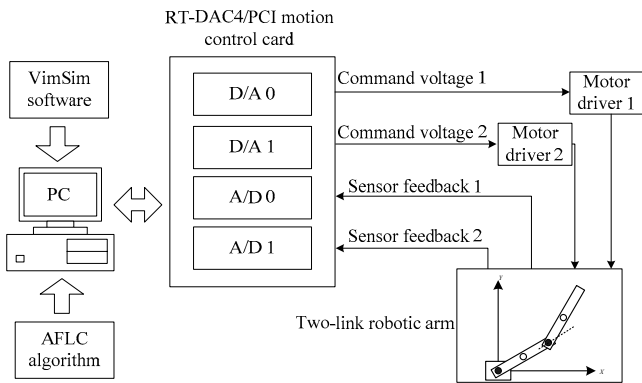 RT-DAC4/PCI motion
control card
VimSim
software
PC
AFLC
algorithm
D/A 0
D/A 1
A/D 0
A/D 1
Command voltage 1
Command voltage 2
Sensor feedback 1
Sensor feedback 2
Motor
driver 1
Motor
driver 2
Two-link robotic arm
Y
X